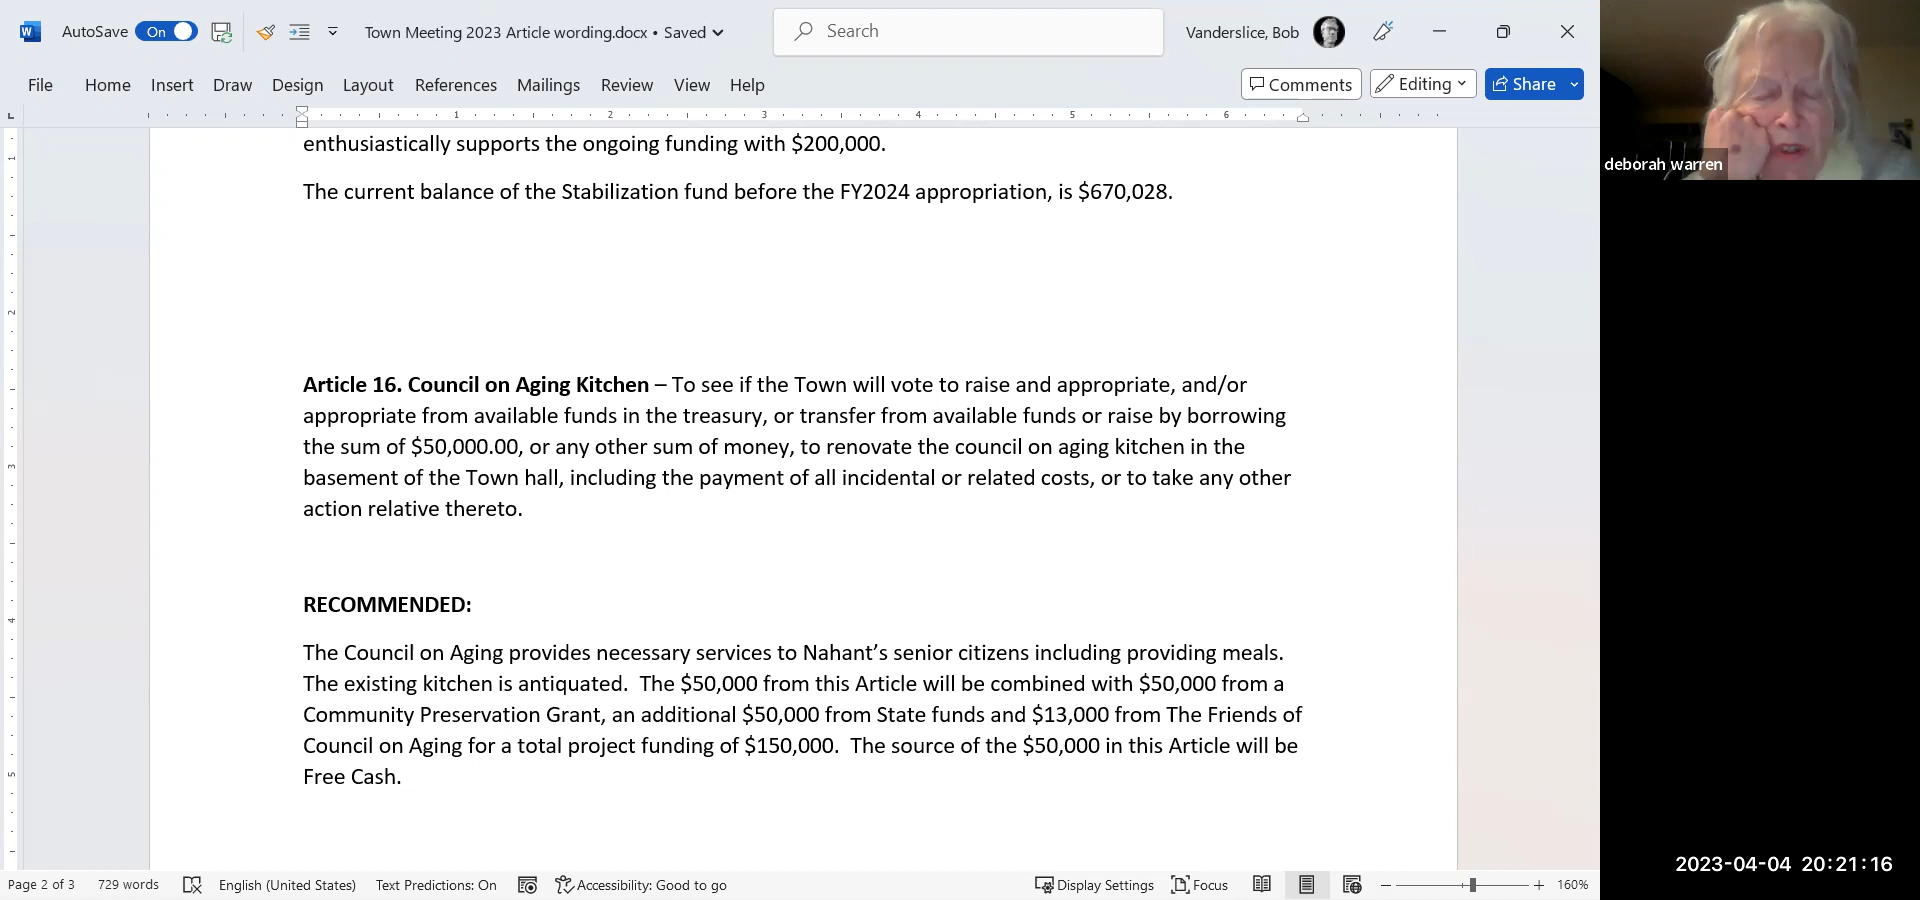 AutoSave On Town Meeting 2023 Article wording.docx • Saved Search Vanderslice, Bob
File Home Insert Draw Design Layout References Mailings Review View Help Comments Editing Share
1 2 3 4 5 6
enthusiastically supports the ongoing funding with $200,000.
The current balance of the Stabilization fund before the FY2024 appropriation, is $670,028.
Article 16. Council on Aging Kitchen – To see if the Town will vote to raise and appropriate, and/or
appropriate from available funds in the treasury, or transfer from available funds or raise by borrowing
the sum of $50,000.00, or any other sum of money, to renovate the council on aging kitchen in the
basement of the Town hall, including the payment of all incidental or related costs, or to take any other
action relative thereto.
RECOMMENDED:
The Council on Aging provides necessary services to Nahant’s senior citizens including providing meals.
The existing kitchen is antiquated.  The $50,000 from this Article will be combined with $50,000 from a
Community Preservation Grant, an additional $50,000 from State funds and $13,000 from The Friends of
Council on Aging for a total project funding of $150,000.  The source of the $50,000 in this Article will be
Free Cash.
1
2
3
4
5
Page 2 of 3 729 words English (United States) Text Predictions: On Accessibility: Good to go Display Settings Focus 160%
deborah warren
2023-04-04 20:21:16